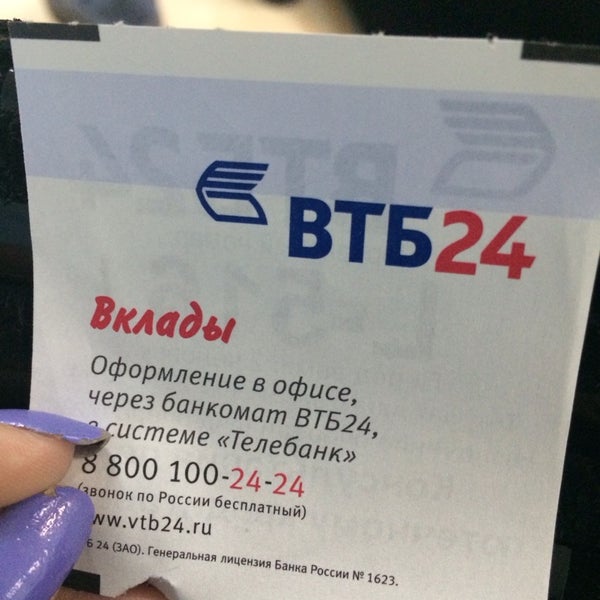 ВТБ24
Вклады
Оформление в офисе,
через банкомат ВТБ24,
в системе «Телебанк»
8 800 100-24-24
(звонок по России бесплатный)
www.vtb24.ru
24 (ЗАО). Генеральная лицензия Банка России № 1623.